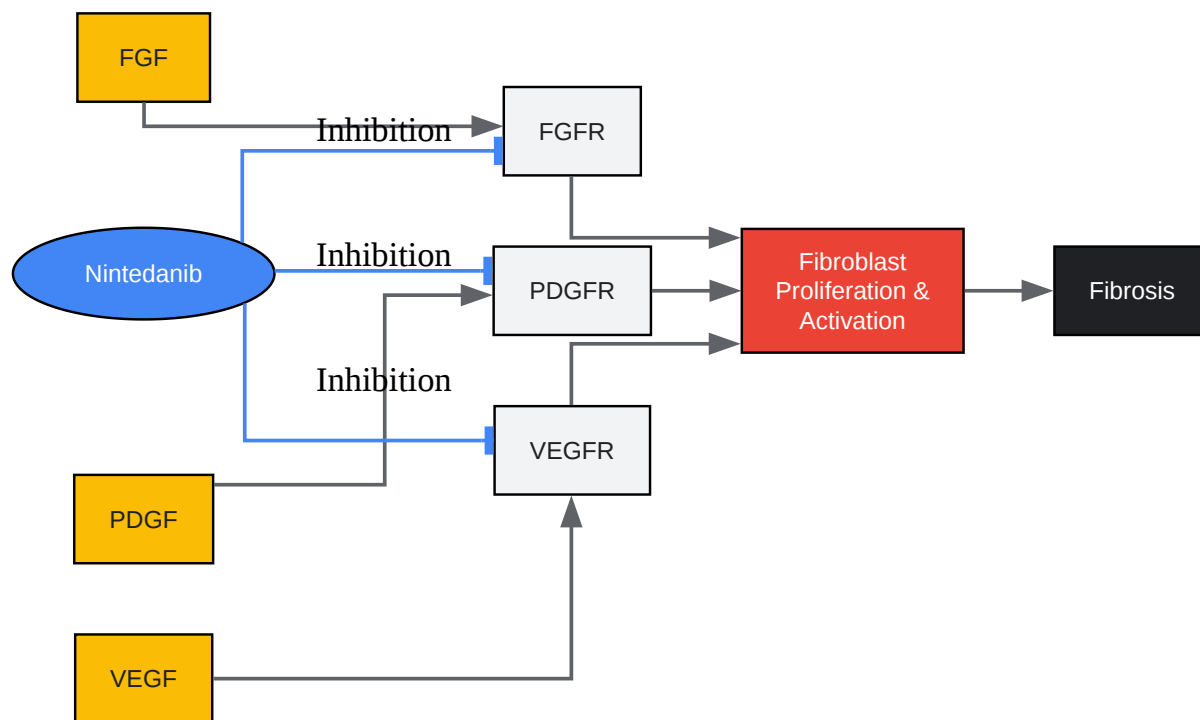 FGF
Inhibition
FGFR
Inhibition
Nintedanib
PDGFR
Fibroblast
Proliferation &
Activation
Fibrosis
Inhibition
VEGFR
PDGF
VEGF